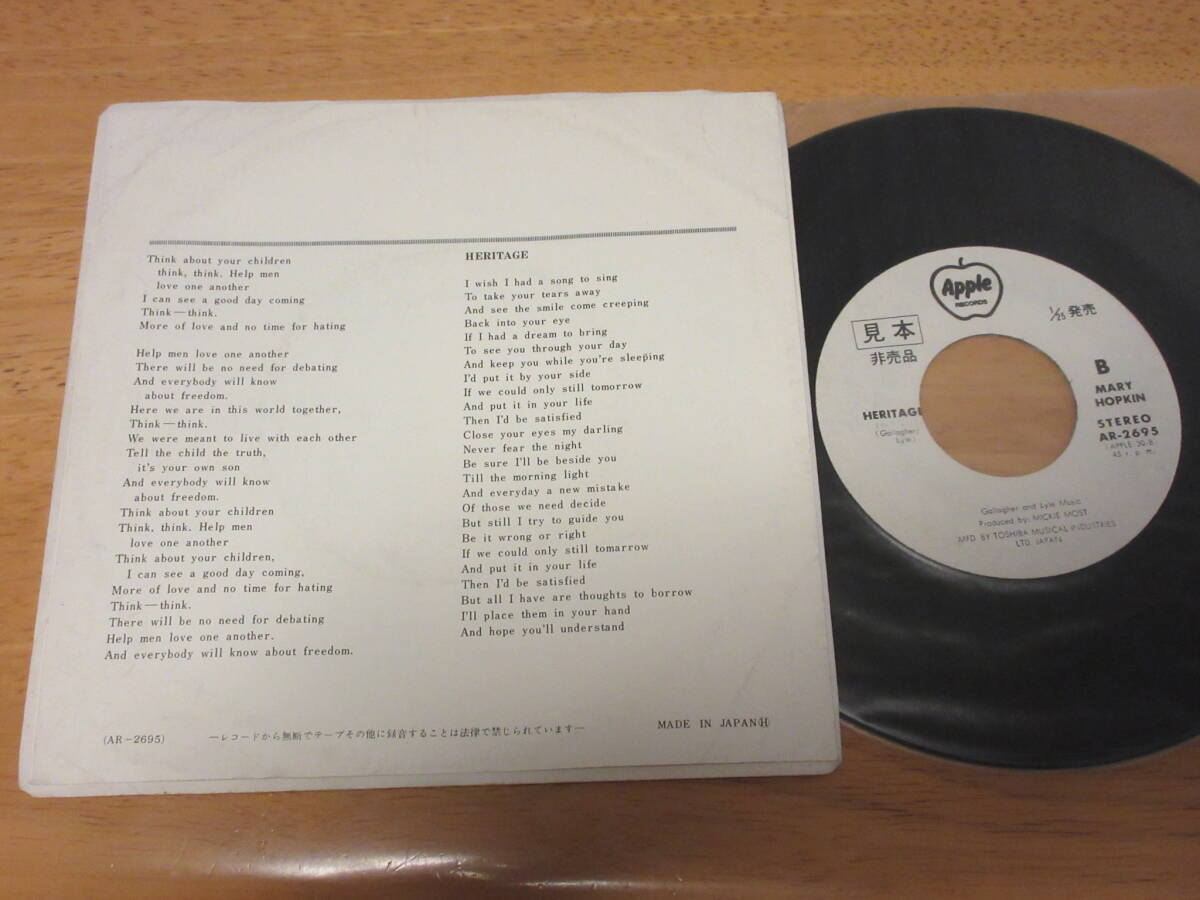 Think about your children
think, think. Help men
love one another
I can see a good day coming
Think—think.
More of love and no time for hating
Help men love one another
There will be no need for debating
And everybody will know
about freedom.
Here we are in this world together,
Think—think.
We were meant to live with each other
Tell the child the truth,
it's your own son
And everybody will know
about freedom.
Think about your children
Think, think. Help men
love one another
Think about your children,
I can see a good day coming,
More of love and no time for hating
Think—think.
There will be no need for debating
Help men love one another.
And everybody will know about freedom.
HERITAGE
I wish I had a song to sing
To take your tears away
And see the smile come creeping
Back into your eye
If I had a dream to bring
To see you through your day
And keep you while you're sleeping
I'd put it by your side
If we could only still tomorrow
And put it in your life
Then I'd be satisfied
Close your eyes my darling
Never fear the night
Be sure I'll be beside you
Till the morning light
And everyday a new mistake
Of those we need decide
But still I try to guide you
Be it wrong or right
If we could only still tomarrow
And put it in your life
Then I'd be satisfied
But all I have are thoughts to borrow
I'll place them in your hand
And hope you'll understand
(AR-2695)
—レコードから無断でテープその他に録音することは法律で禁じられています—
MADE IN JAPAN(H)
Apple
RECORDS
見本
非売品
1/25 発売
B
MARY
HOPKIN
HERITAGE
(Gallagher
Lyle)
STEREO
AR-2695
(APPLE 30-B)
45 r. p. m.
Gallagher and Lyle Music
Produced by: MICKIE MOST
MFD. BY TOSHIBA MUSICAL INDUSTRIES
LTD. JAPAN